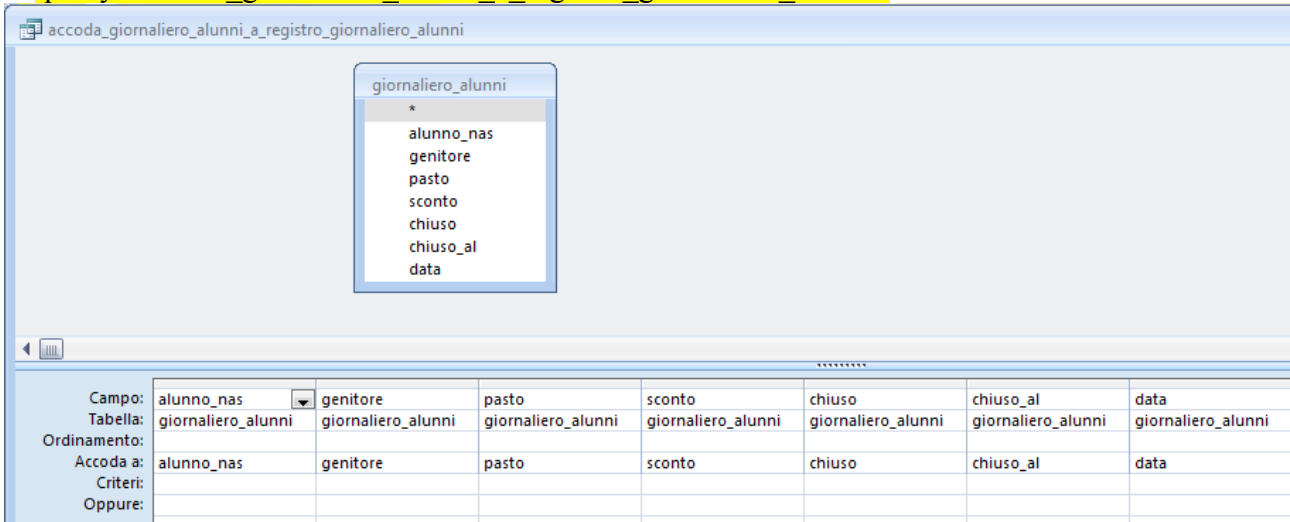 accoda_giornaliero_alunni_a_registro_giornaliero_alunni
giornaliero_alunni
*
alunno_nas
genitore
pasto
sconto
chiuso
chiuso_al
data
Campo: alunno_nas genitore pasto sconto chiuso chiuso_al data
Tabella: giornaliero_alunni giornaliero_alunni giornaliero_alunni giornaliero_alunni giornaliero_alunni giornaliero_alunni giornaliero_alunni
Ordinamento:
Accoda a: alunno_nas genitore pasto sconto chiuso chiuso_al data
Criteri:
Oppure: